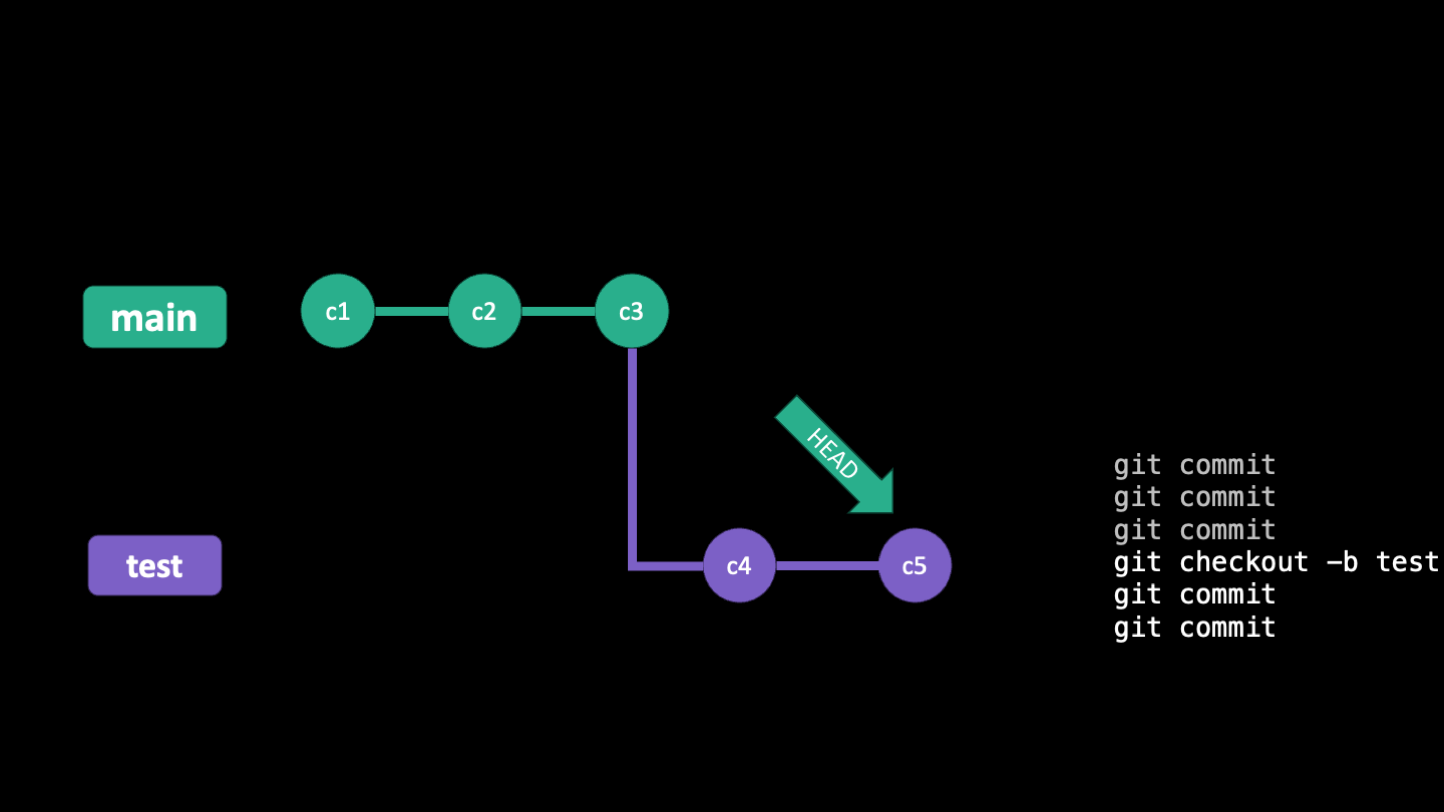 main
c1
c2
c3
HEAD
test
c4
c5
git commit
git commit
git commit
git checkout -b test
git commit
git commit